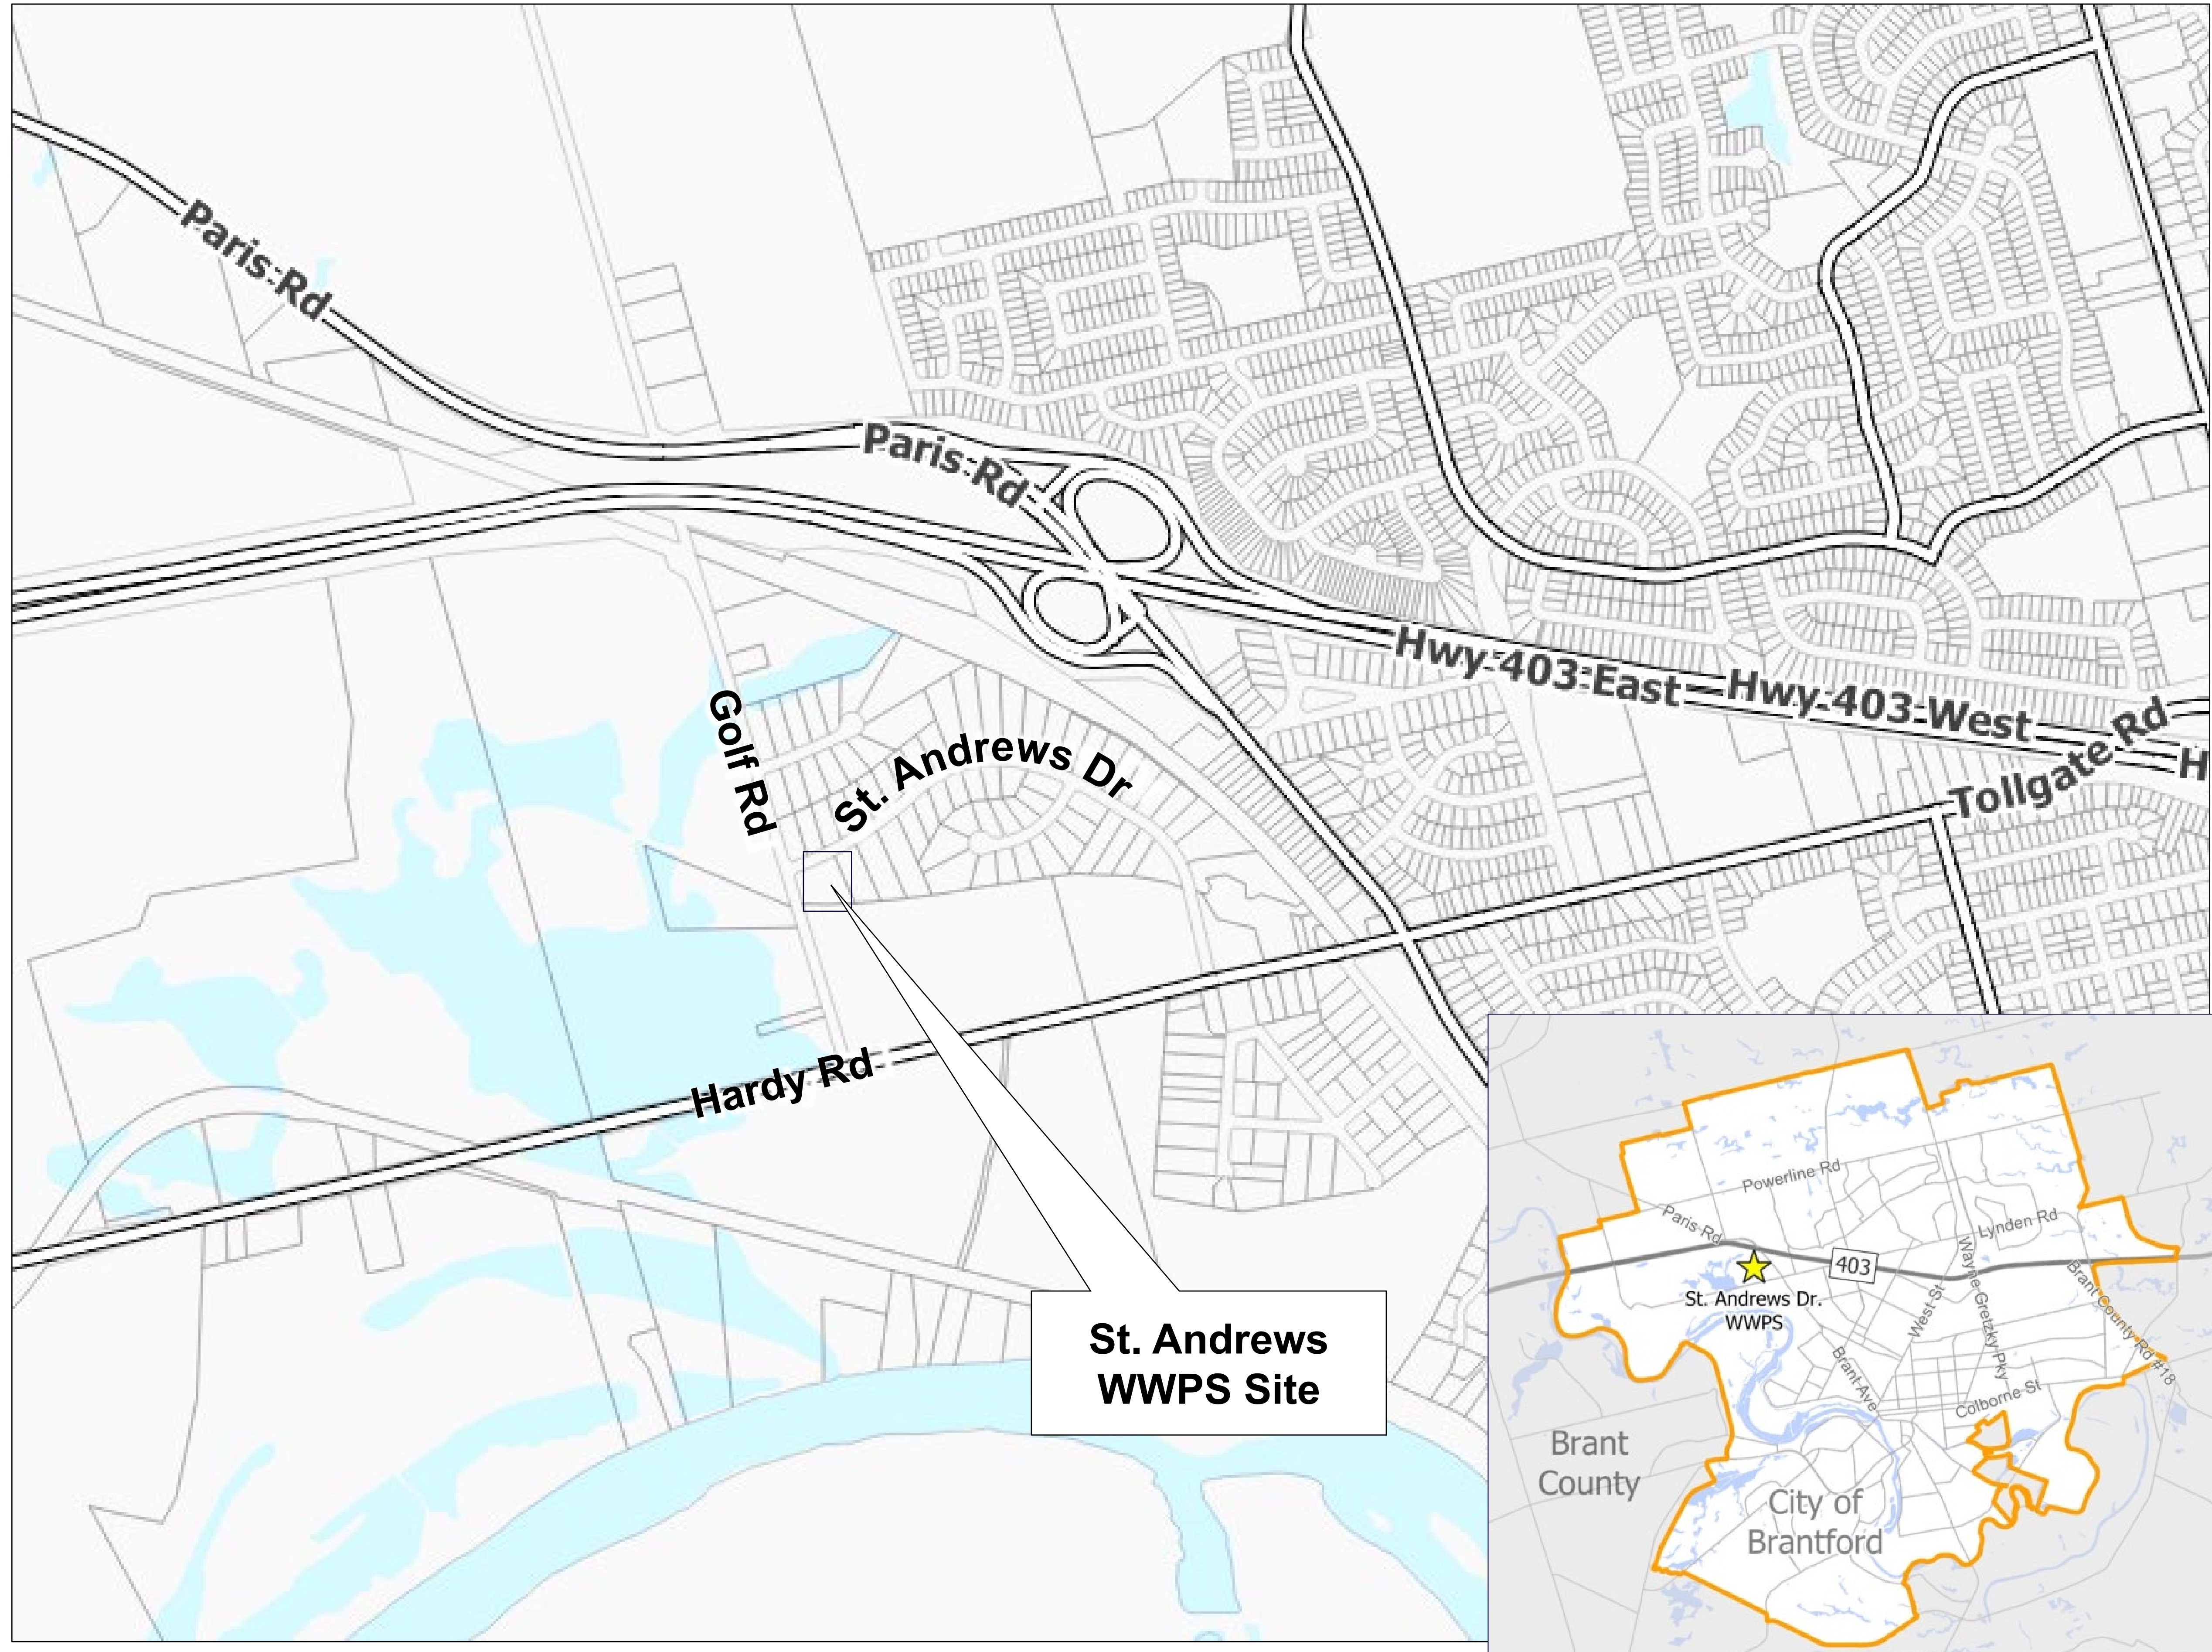 Paris Rd
Paris Rd
Hwy 403 East
Hwy 403 West
H
Tollgate Rd
Golf Rd
St. Andrews Dr
Hardy Rd
St. Andrews
WWPS Site
Powerline Rd
Paris Rd
Lynden Rd
403
Wayne Gretzky Pky
West St
Brant County Rd #18
St. Andrews Dr.
WWPS
Brant Ave
Colborne St
Brant
County
City of
Brantford